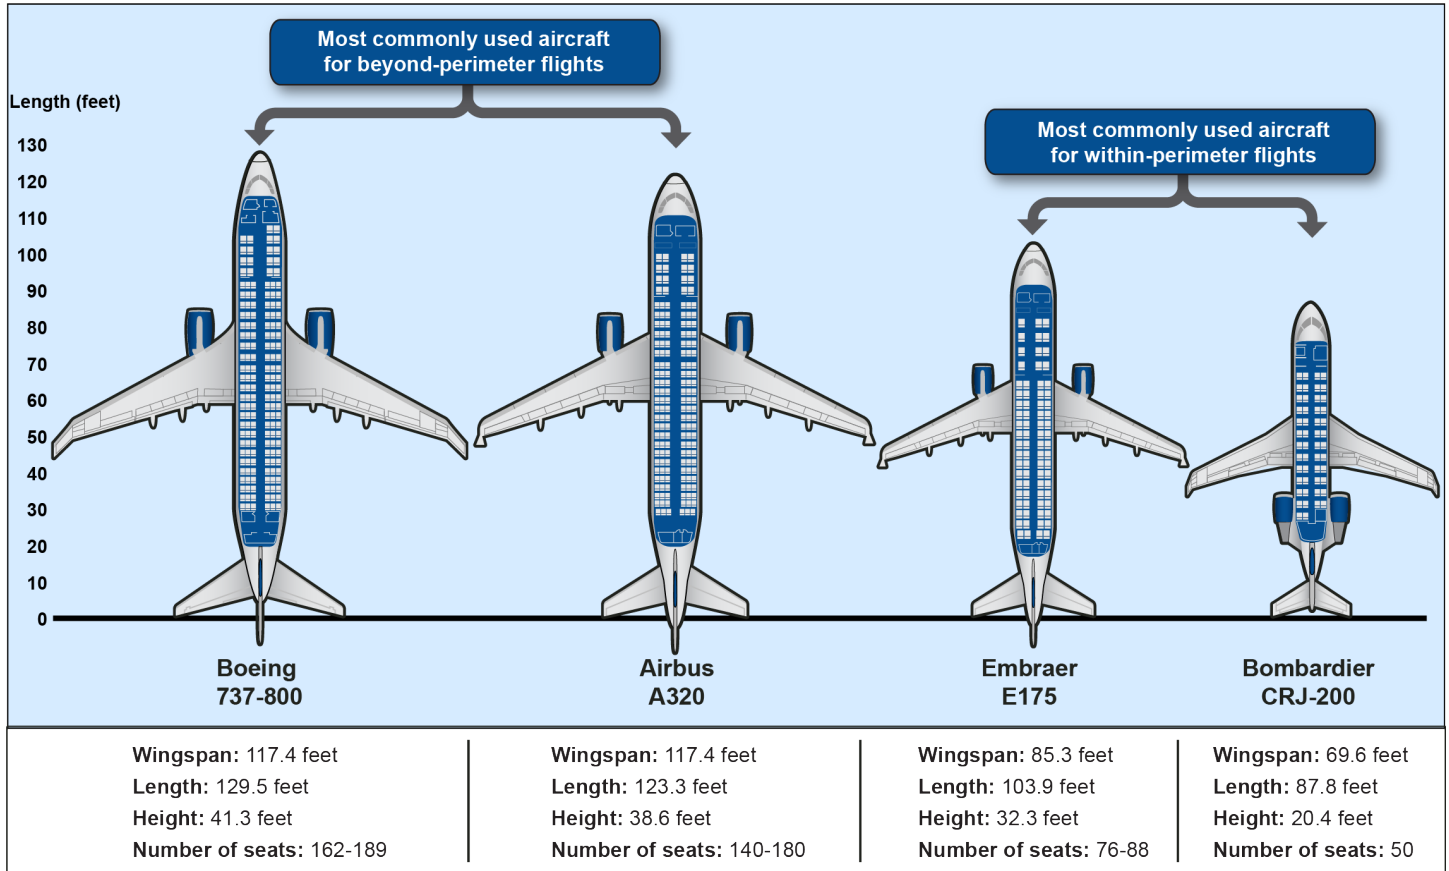 Most commonly used aircraft
for beyond-perimeter flights
Length (feet)
Most commonly used aircraft
for within-perimeter flights
130
120
110
100
90
80
70
60
50
40
30
20
10
0
Boeing
737-800
Airbus
A320
Embraer
E175
Bombardier
CRJ-200
Wingspan: 117.4 feet
Length: 129.5 feet
Height: 41.3 feet
Number of seats: 162-189
Wingspan: 117.4 feet
Length: 123.3 feet
Height: 38.6 feet
Number of seats: 140-180
Wingspan: 85.3 feet
Length: 103.9 feet
Height: 32.3 feet
Number of seats: 76-88
Wingspan: 69.6 feet
Length: 87.8 feet
Height: 20.4 feet
Number of seats: 50